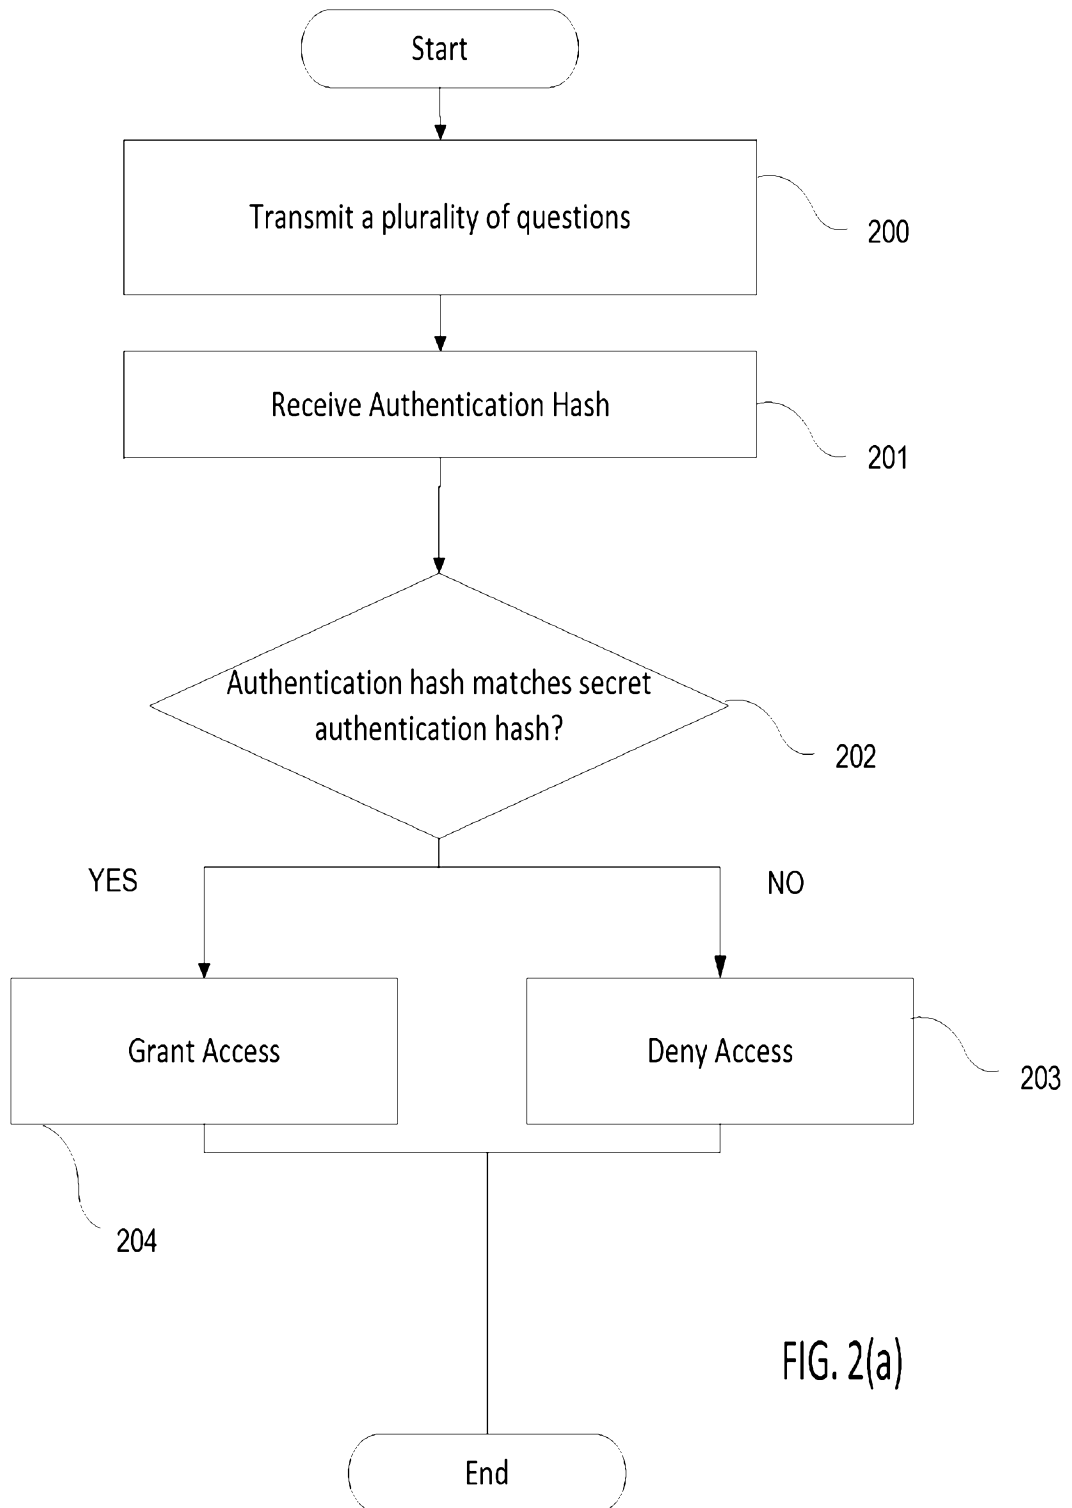 Start
Transmit a plurality of questions
200
Receive Authentication Hash
201
Authentication hash matches secret
authentication hash?
202
YES
NO
Grant Access
Deny Access
203
204
FIG. 2(a)
End